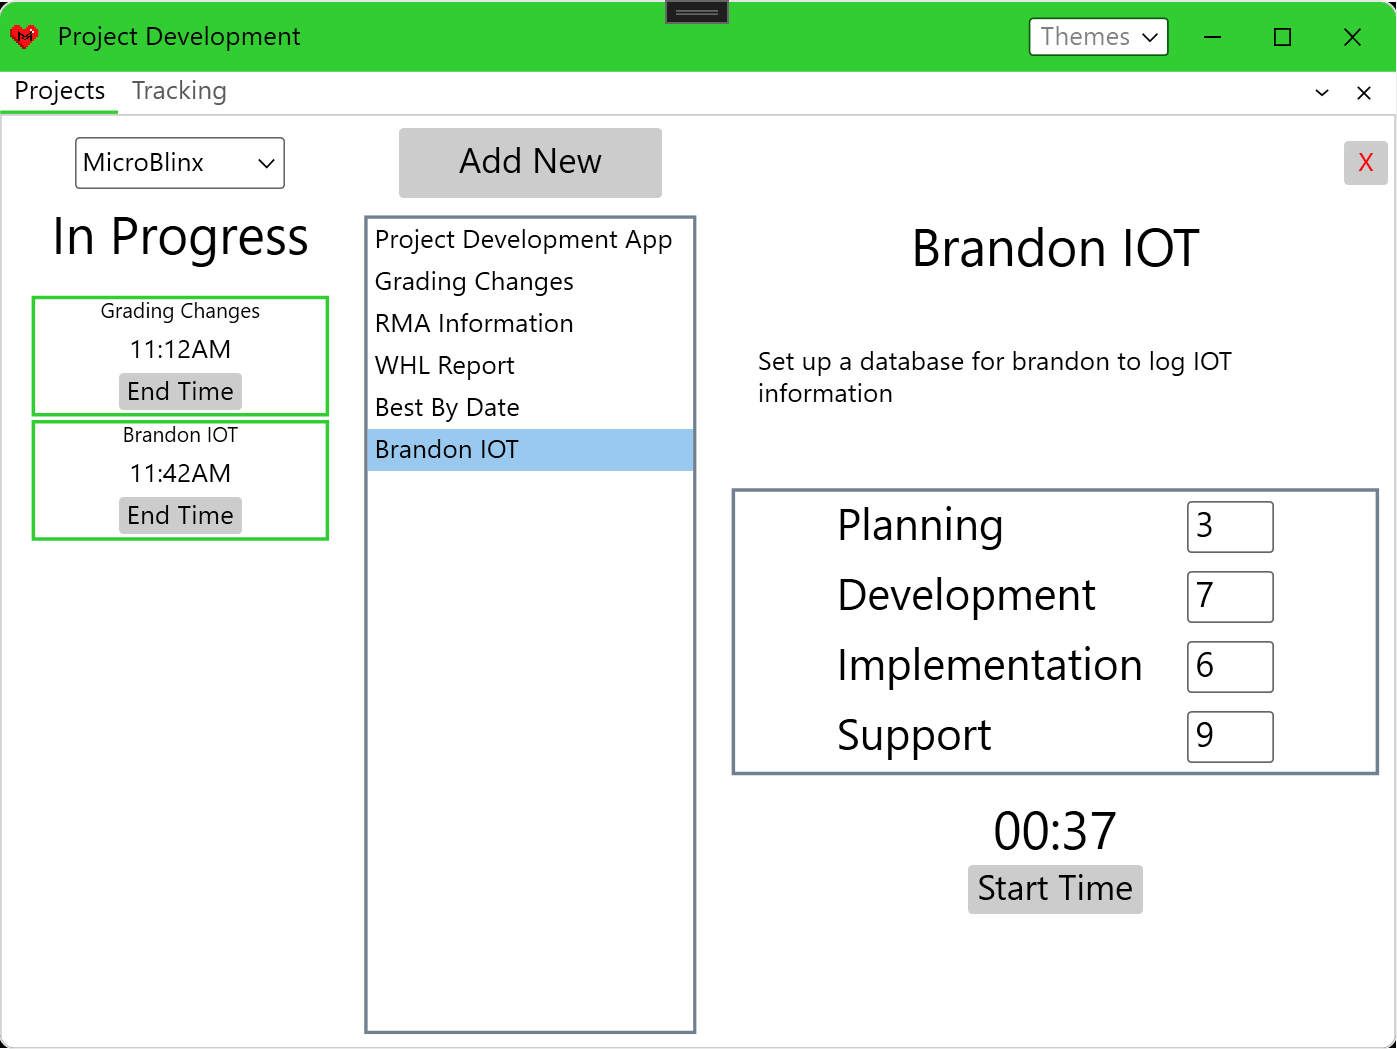 Project Development
Themes
Projects
Tracking
MicroBlinx
Add New
X
In Progress
Grading Changes
11:12AM
End Time
Brandon IOT
11:42AM
End Time
Project Development App
Grading Changes
RMA Information
WHL Report
Best By Date
Brandon IOT
Brandon IOT
Set up a database for brandon to log IOT
information
Planning 3
Development 7
Implementation 6
Support 9
00:37
Start Time